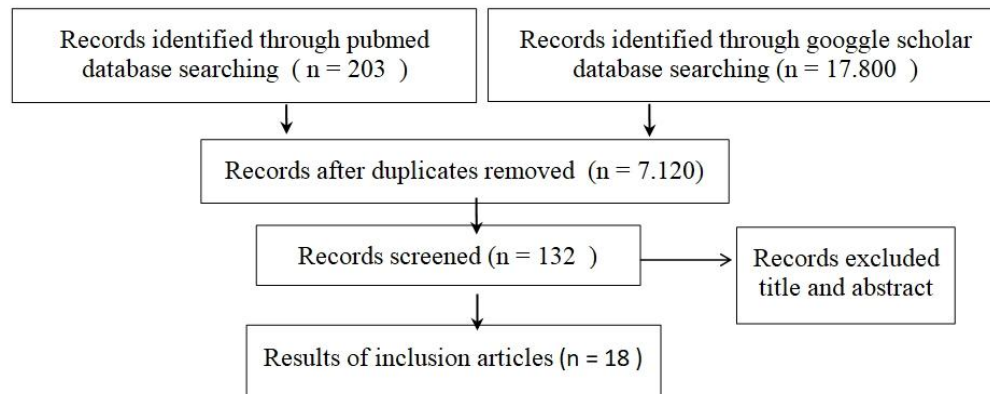 Records identified through pubmed
database searching ( n = 203 )
Records identified through googgle scholar
database searching (n = 17.800 )
Records after duplicates removed (n = 7.120)
Records screened (n = 132 )
Records excluded
title and abstract
Results of inclusion articles (n = 18 )